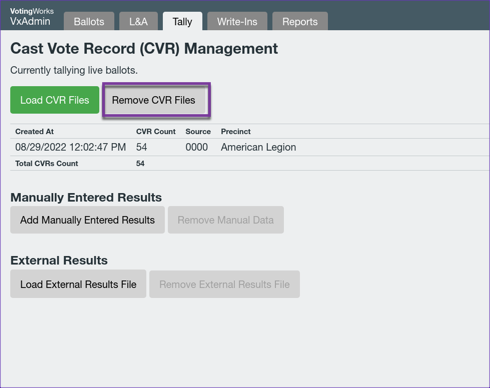 VotingWorks
VxAdmin
Ballots L&A Tally Write-Ins Reports
Cast Vote Record (CVR) Management
Currently tallying live ballots.
Load CVR Files Remove CVR Files
Created At CVR Count Source Precinct
08/29/2022 12:02:47 PM 54 0000 American Legion
Total CVRs Count 54
Manually Entered Results
Add Manually Entered Results Remove Manual Data
External Results
Load External Results File Remove External Results File